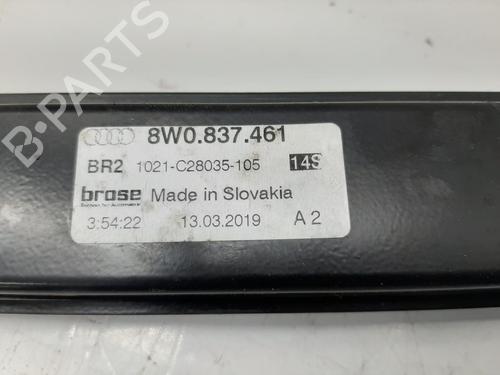 8W0.837.461
BR2 1021-C28035-105 14S
brose Made in Slovakia
3:54:22 13.03.2019 A 2
B-PARTS